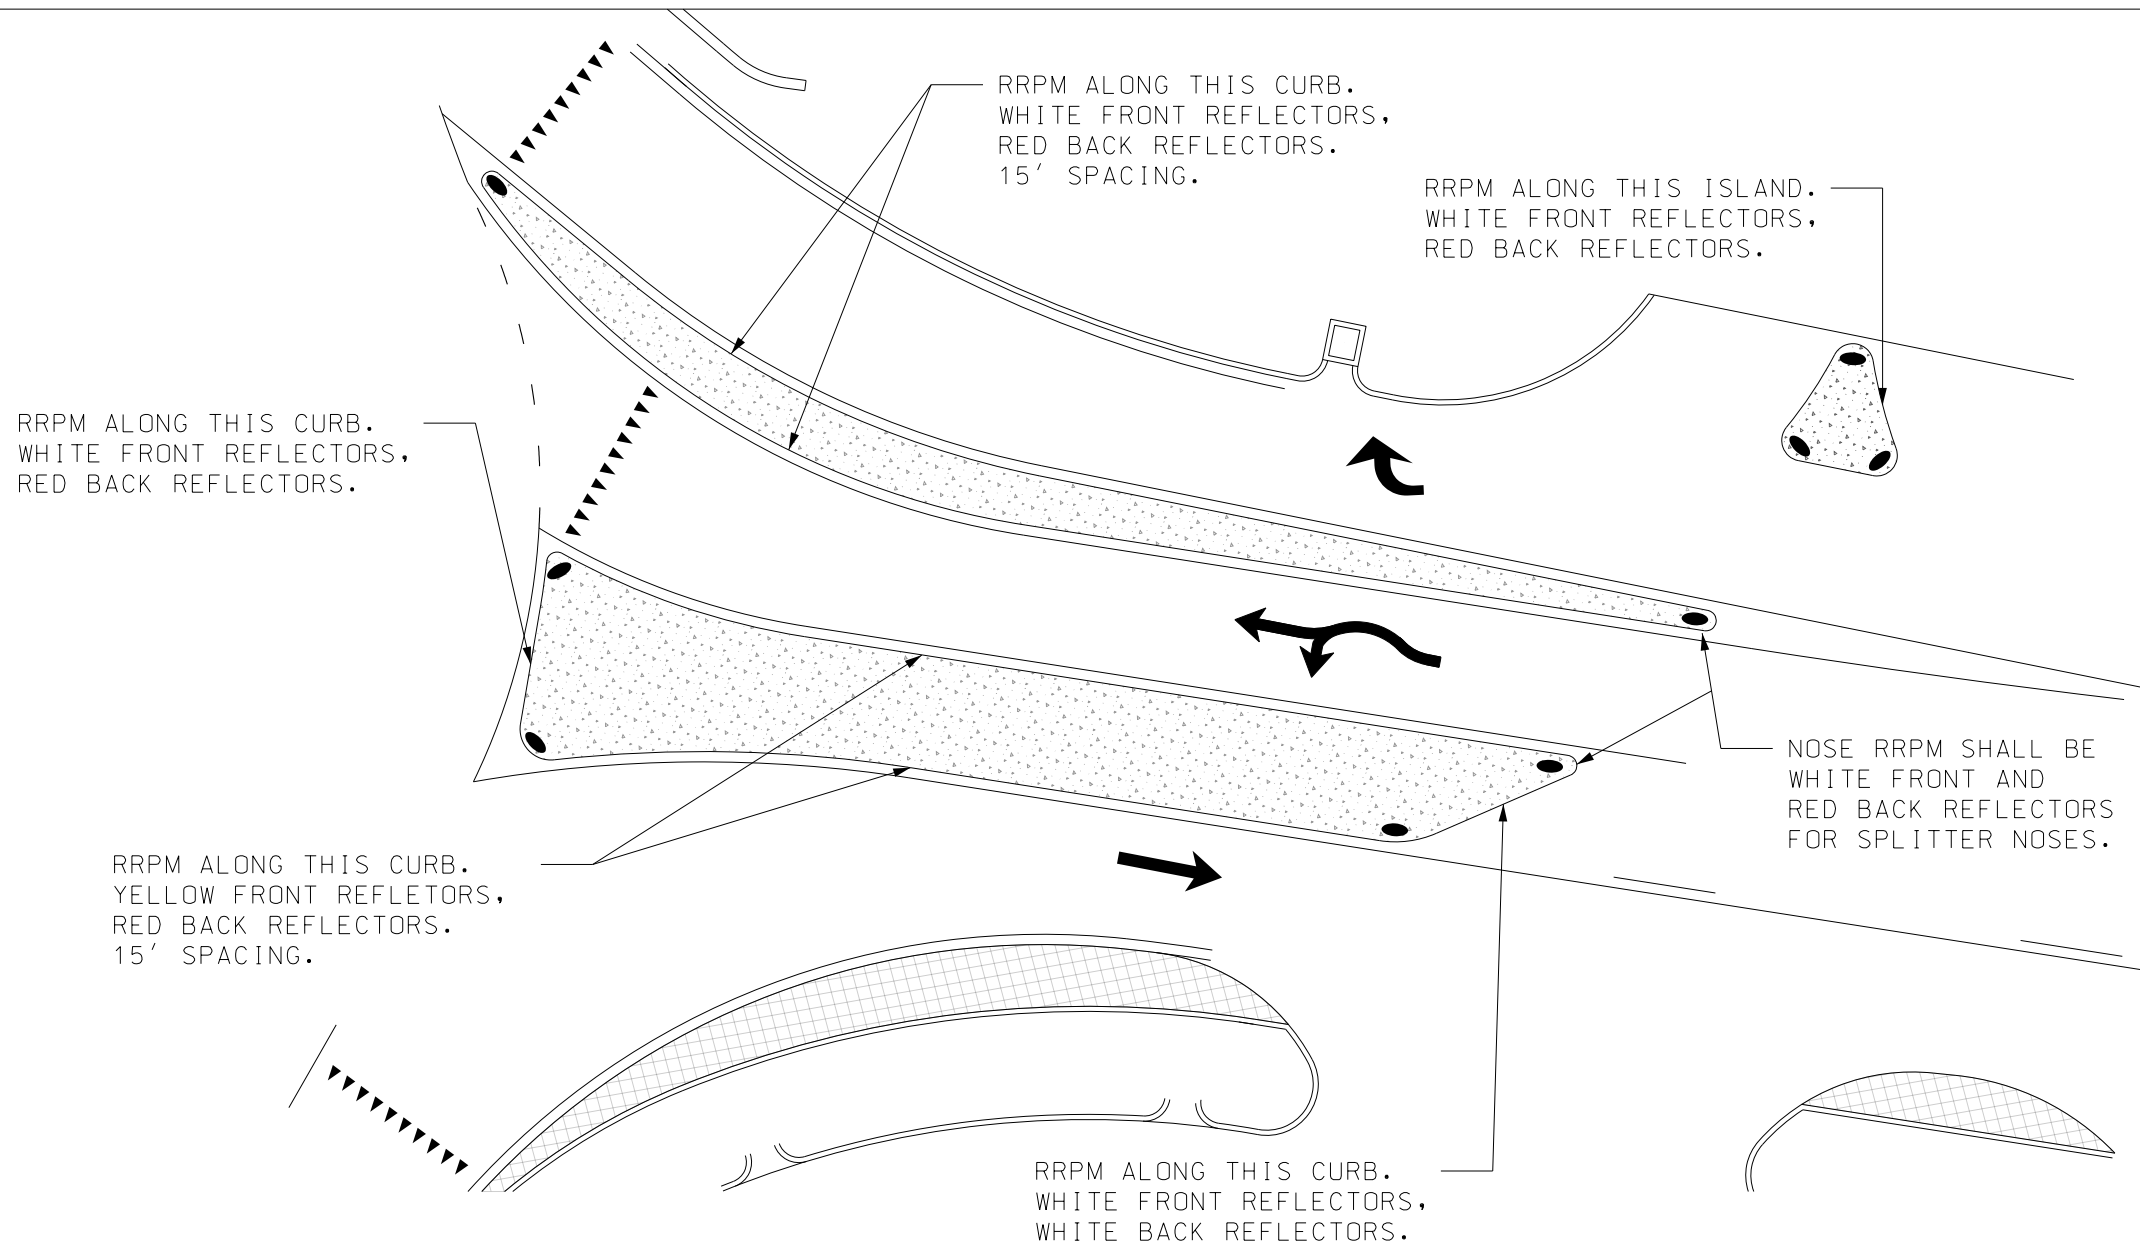 RRPM ALONG THIS CURB.
WHITE FRONT REFLECTORS,
RED BACK REFLECTORS.
15' SPACING.
RRPM ALONG THIS ISLAND.
WHITE FRONT REFLECTORS,
RED BACK REFLECTORS.
RRPM ALONG THIS CURB.
WHITE FRONT REFLECTORS,
RED BACK REFLECTORS.
NOSE RRPM SHALL BE
WHITE FRONT AND
RED BACK REFLECTORS
FOR SPLITTER NOSES.
RRPM ALONG THIS CURB.
YELLOW FRONT REFLETORS,
RED BACK REFLECTORS.
15' SPACING.
RRPM ALONG THIS CURB.
WHITE FRONT REFLECTORS,
WHITE BACK REFLECTORS.